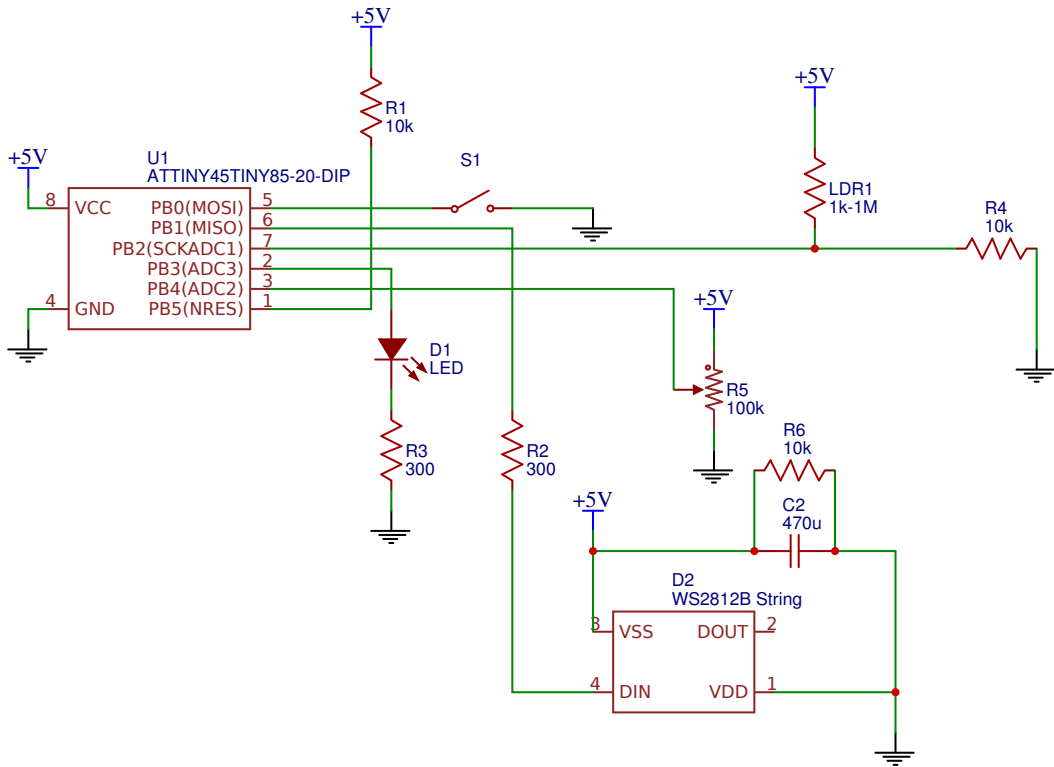 +5V
R1
10k
+5V
U1
ATTINY45TINY85-20-DIP
8
VCC
4
GND
PB0(MOSI)
5
PB1(MISO)
6
PB2(SCKADC1)
7
PB3(ADC3)
2
PB4(ADC2)
3
PB5(NRES)
1
S1
+5V
LDR1
1k-1M
R4
10k
D1
LED
R3
300
R2
300
+5V
R5
100k
R6
10k
C2
470u
+5V
D2
WS2812B String
3
VSS
DOUT
2
4
DIN
VDD
1